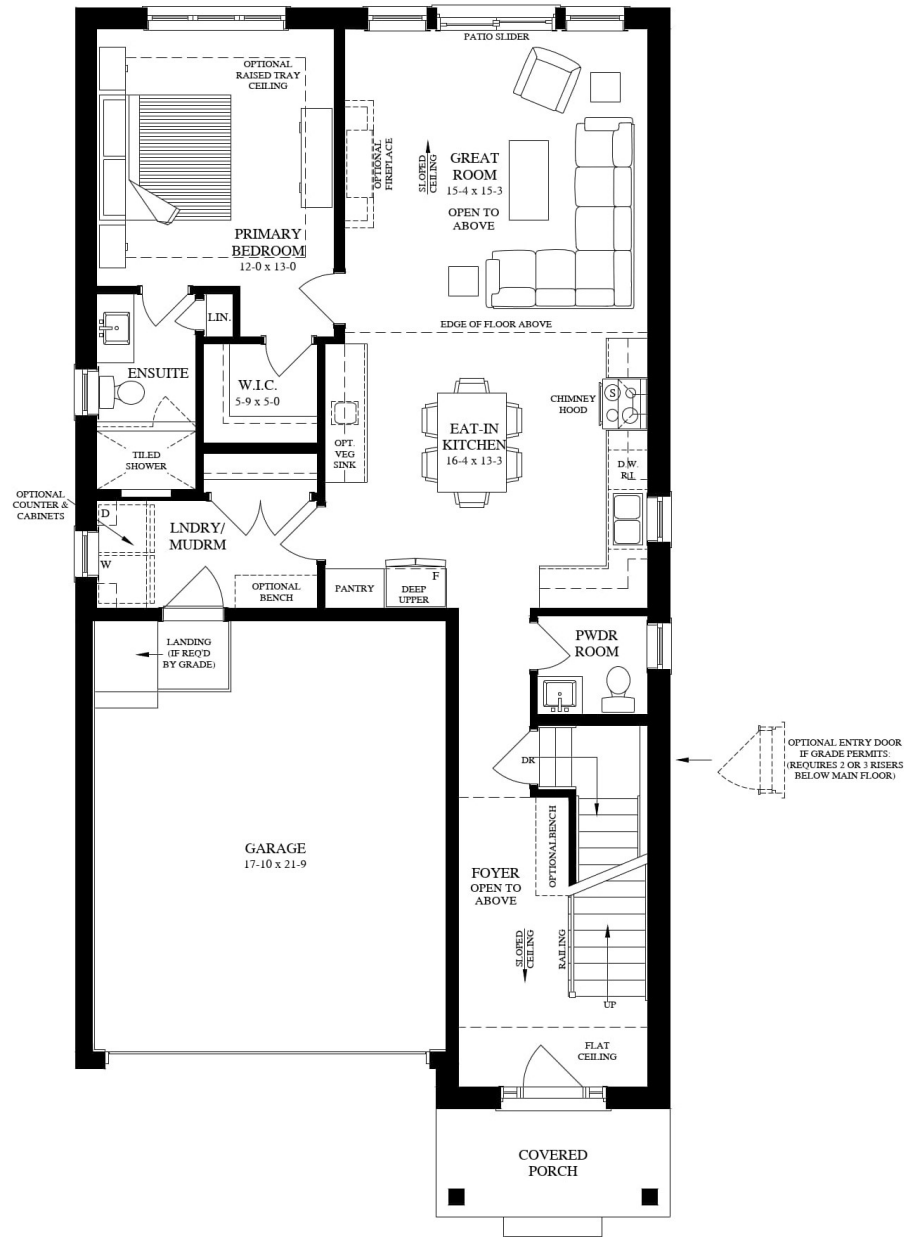 PATIO SLIDER
OPTIONAL
RAISED TRAY
CEILING
PRIMARY
BEDROOM
12-0 x 13-0
OPTIONAL
FIREPLACE
SLOPED
CEILING
GREAT
ROOM
15-4 x 15-3
OPEN TO
ABOVE
EDGE OF FLOOR ABOVE
LIN.
ENSUITE
W.I.C.
5-9 x 5-0
TILED
SHOWER
OPT.
VEG
SINK
EAT-IN
KITCHEN
16-4 x 13-3
CHIMNEY
HOOD
S
D.W.
R.I.
OPTIONAL
COUNTER &
CABINETS
D
W
LNDRY/
MUDRM
OPTIONAL
BENCH
PANTRY
F
DEEP
UPPER
LANDING
(IF REQ'D
BY GRADE)
PWDR
ROOM
OPTIONAL ENTRY DOOR
IF GRADE PERMITS:
(REQUIRES 2 OR 3 RISERS
BELOW MAIN FLOOR)
DR
GARAGE
17-10 x 21-9
FOYER
OPEN TO
ABOVE
OPTIONAL BENCH
SLOPED
CEILING
RAILING
UP
FLAT
CEILING
COVERED
PORCH